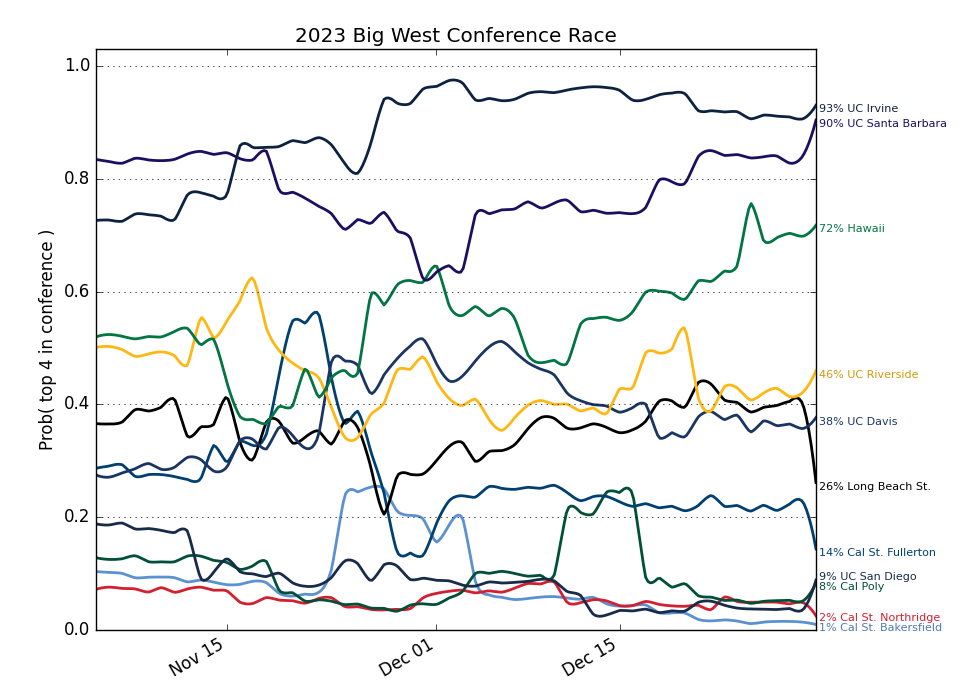 2023 Big West Conference Race
Prob( top 4 in conference )
1.0
0.8
0.6
0.4
0.2
0.0
Nov 15
Dec 01
Dec 15
93% UC Irvine
90% UC Santa Barbara
72% Hawaii
46% UC Riverside
38% UC Davis
26% Long Beach St.
14% Cal St. Fullerton
9% UC San Diego
8% Cal Poly
2% Cal St. Northridge
1% Cal St. Bakersfield